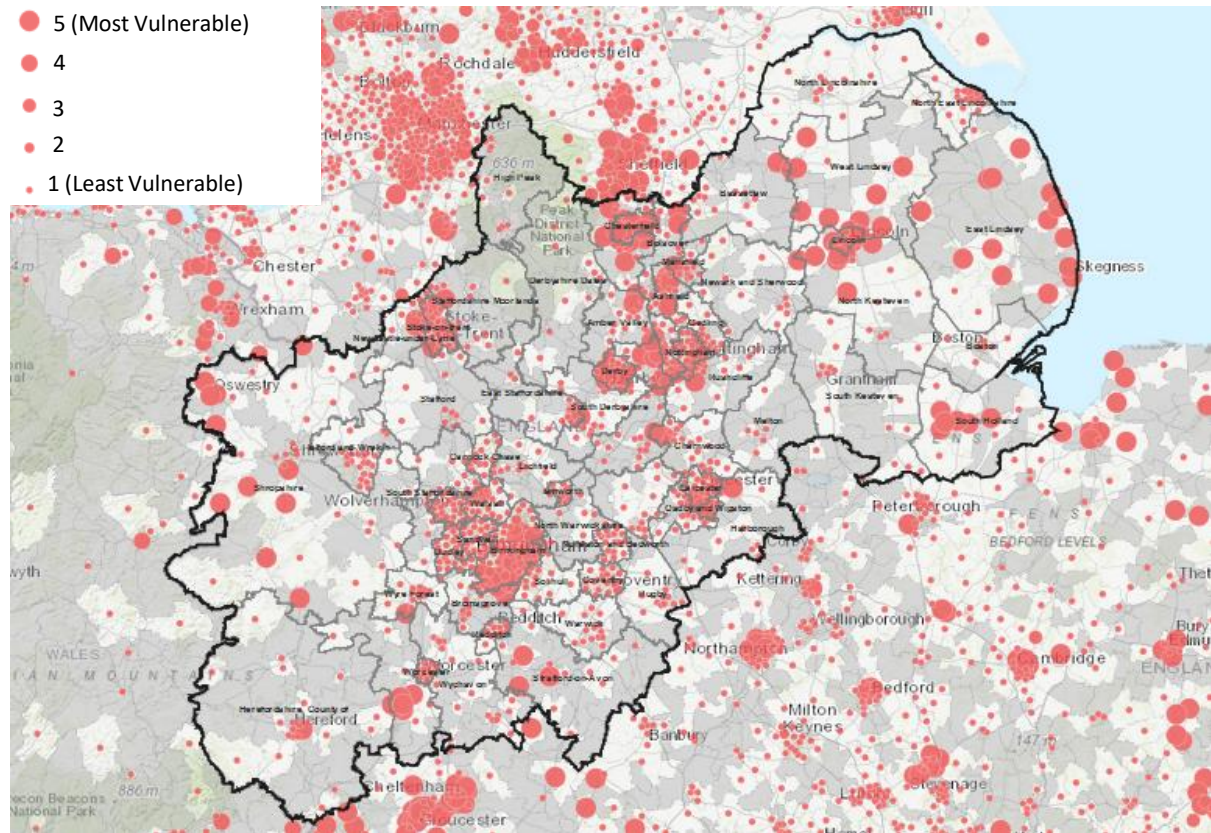 5 (Most Vulnerable)
4
3
2
1 (Least Vulnerable)
Blackburn
Rochdale
Huddersfield
Bolton
636 m
High Peak
Sheffield
North Lincolnshire
North East Lincolnshire
West Lindsey
Bassetlaw
Peak
District
National
Park
Chesterfield
Bolsover
Lincoln
East Lindsey
Skegness
Chester
Mansfield
Derbyshire Dales
Newark and Sherwood
Staffordshire Moorlands
Wrexham
Ashfield
North Kesteven
Amber Valley
Gedling
Stoke-on-Trent
Newcastle-under-Lyme
Nottingham
Boston
Boston
Derby
Rushcliffe
Grantham
Oswestry
South Kesteven
East Staffordshire
Stafford
South Derbyshire
South Holland
ENGLAND
Melton
Charnwood
Telford and Wrekin
Cannock Chase
Lichfield
Shropshire
South Staffordshire
Wolverhampton
Walsall
Tamworth
Leicester
Oadby and Wigston
Peterborough
North Warwickshire
Harborough
FENS
Sandwell
Dudley
Birmingham
Nuneaton and Bedworth
BEDFORD LEVELS
Solihull
Coventry
Coventry
Kettering
Wyre Forest
Rugby
Bromsgrove
Redditch
Redditch
Warwick
Wellingborough
WALES
Northampton
Cambridge
Worcester
Worcester
Wychavon
Stratford-on-Avon
Bedford
Herefordshire, County of
Hereford
Milton
Keynes
Banbury
147 m
886 m
Cheltenham
Stevenage
Brecon Beacons
National Park
Gloucester